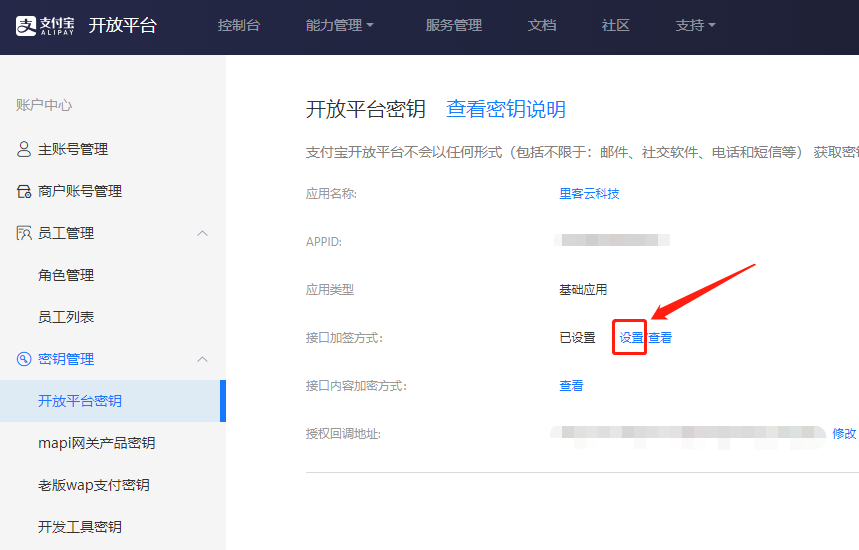 支付宝 开放平台 控制台 能力管理 服务管理 文档 社区 支持
ALIPAY
账户中心
主账号管理
商户账号管理
员工管理
角色管理
员工列表
密钥管理
开放平台密钥
mapi网关产品密钥
老版wap支付密钥
开发工具密钥
开放平台密钥 查看密钥说明
支付宝开放平台不会以任何形式（包括不限于：邮件、社交软件、电话和短信等） 获取密
应用名称: 里客云科技
APPID:
应用类型 基础应用
接口加签方式: 已设置 设置/查看
接口内容加密方式: 查看
授权回调地址: 修改